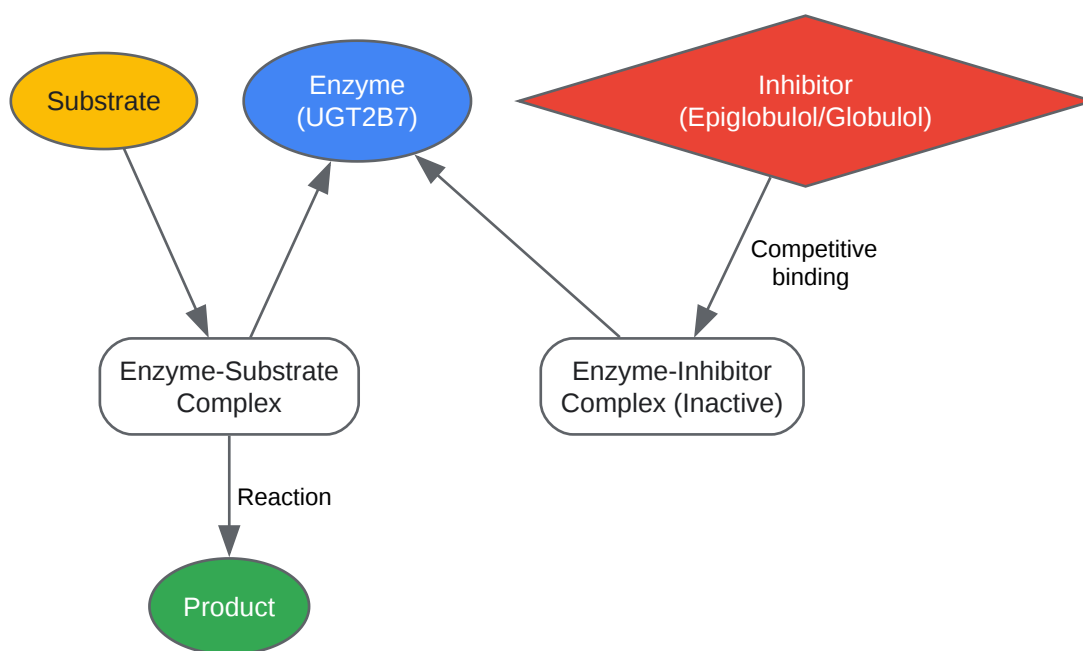 Substrate
Enzyme
(UGT2B7)
Inhibitor
(Epiglobulol/Globulol)
Competitive
binding
Enzyme-Substrate
Complex
Enzyme-Inhibitor
Complex (Inactive)
Reaction
Product